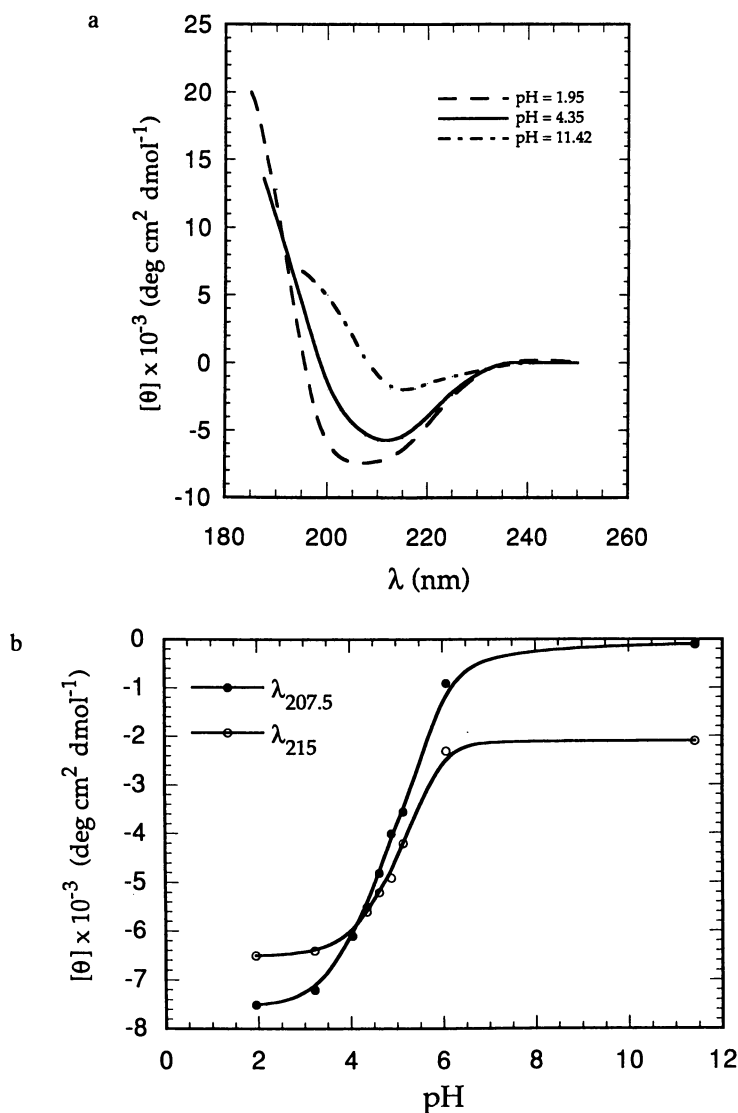 a
[θ] x 10⁻³ (deg cm² dmol⁻¹)
25
20
15
10
5
0
-5
-10
pH = 1.95
pH = 4.35
pH = 11.42
180 200 220 240 260
λ (nm)
b
[θ] x 10⁻³ (deg cm² dmol⁻¹)
0
-1
-2
-3
-4
-5
-6
-7
-8
λ207.5
λ215
0 2 4 6 8 10 12
pH